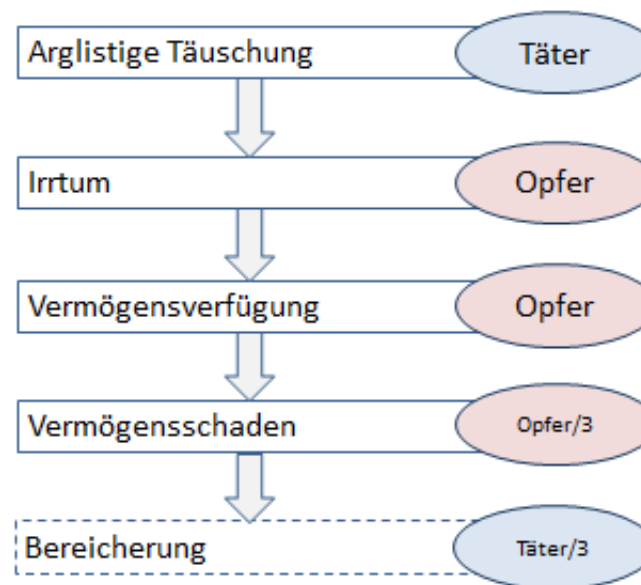 Arglistige Täuschung Täter
Irrtum Opfer
Vermögensverfügung Opfer
Vermögensschaden Opfer/3
Bereicherung Täter/3